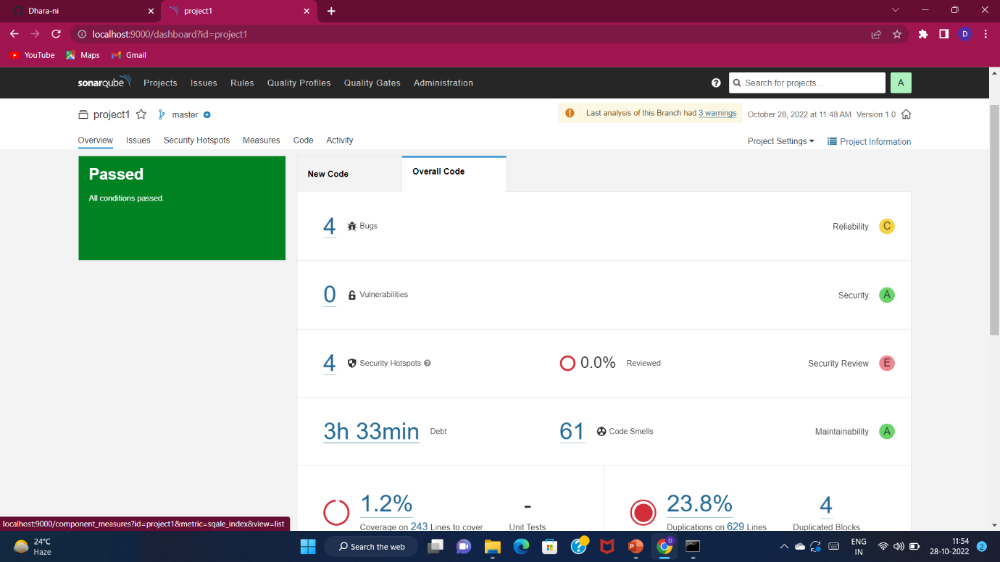 Dhara-ni
project1
localhost:9000/dashboard?id=project1
D
YouTube Maps Gmail
sonarqube Projects Issues Rules Quality Profiles Quality Gates Administration ? Search for projects... A
project1 master Last analysis of this Branch had 3 warnings October 28, 2022 at 11:48 AM Version 1.0
Overview Issues Security Hotspots Measures Code Activity Project Settings Project Information
Passed
All conditions passed.
New Code Overall Code
4 Bugs Reliability C
0 Vulnerabilities Security A
4 Security Hotspots ? 0.0% Reviewed Security Review E
3h 33min Debt 61 Code Smells Maintainability A
1.2% - 23.8% 4
Coverage on 243 Lines to cover Unit Tests Duplications on 629 Lines Duplicated Blocks
localhost:9000/component_measures?id=project1&metric=sqale_index&view=list
24°C
Haze
Search the web
ENG
IN
11:54
28-10-2022
2